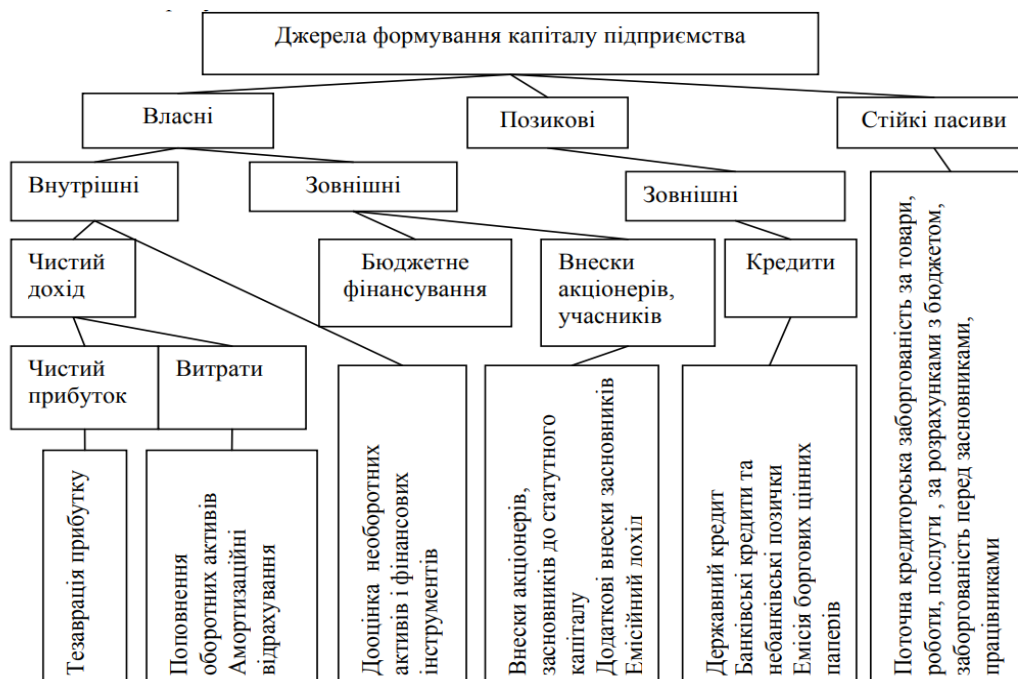 Джерела формування капіталу підприємства
Власні
Позикові
Стійкі пасиви
Внутрішні
Зовнішні
Зовнішні
Чистий
дохід
Бюджетне
фінансування
Внески
акціонерів,
учасників
Кредити
Чистий
прибуток
Витрати
Тезаврація прибутку
Поповнення
оборотних активів
Амортизаційні
відрахування
Дооцінка необоротних
активів і фінансових
інструментів
Внески акціонерів,
засновників до статутного
капіталу
Додаткові внески засновників
Емісійний дохід
Державний кредит
Банківські кредити та
небанківські позички
Емісія боргових цінних
паперів
Поточна кредиторська заборгованість за товари,
роботи, послуги , за розрахунками з бюджетом,
заборгованість перед засновниками,
працівниками